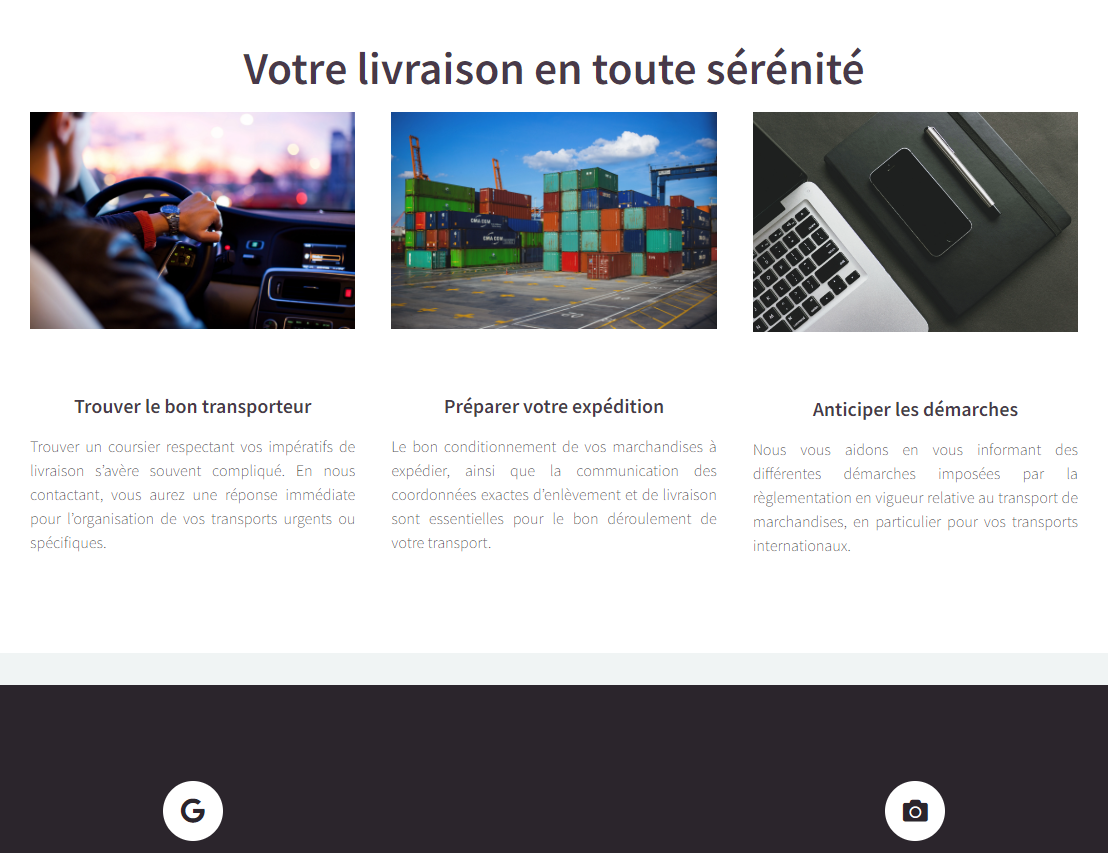 Votre livraison en toute sérénité
Trouver le bon transporteur
Trouver un coursier respectant vos impératifs de
livraison s'avère souvent compliqué. En nous
contactant, vous aurez une réponse immédiate
pour l'organisation de vos transports urgents ou
spécifiques.
Préparer votre expédition
Le bon conditionnement de vos marchandises à
expédier, ainsi que la communication des
coordonnées exactes d'enlèvement et de livraison
sont essentielles pour le bon déroulement de
votre transport.
Anticiper les démarches
Nous vous aidons en vous informant des
différentes démarches imposées par la
règlementation en vigueur relative au transport de
marchandises, en particulier pour vos transports
internationaux.
G